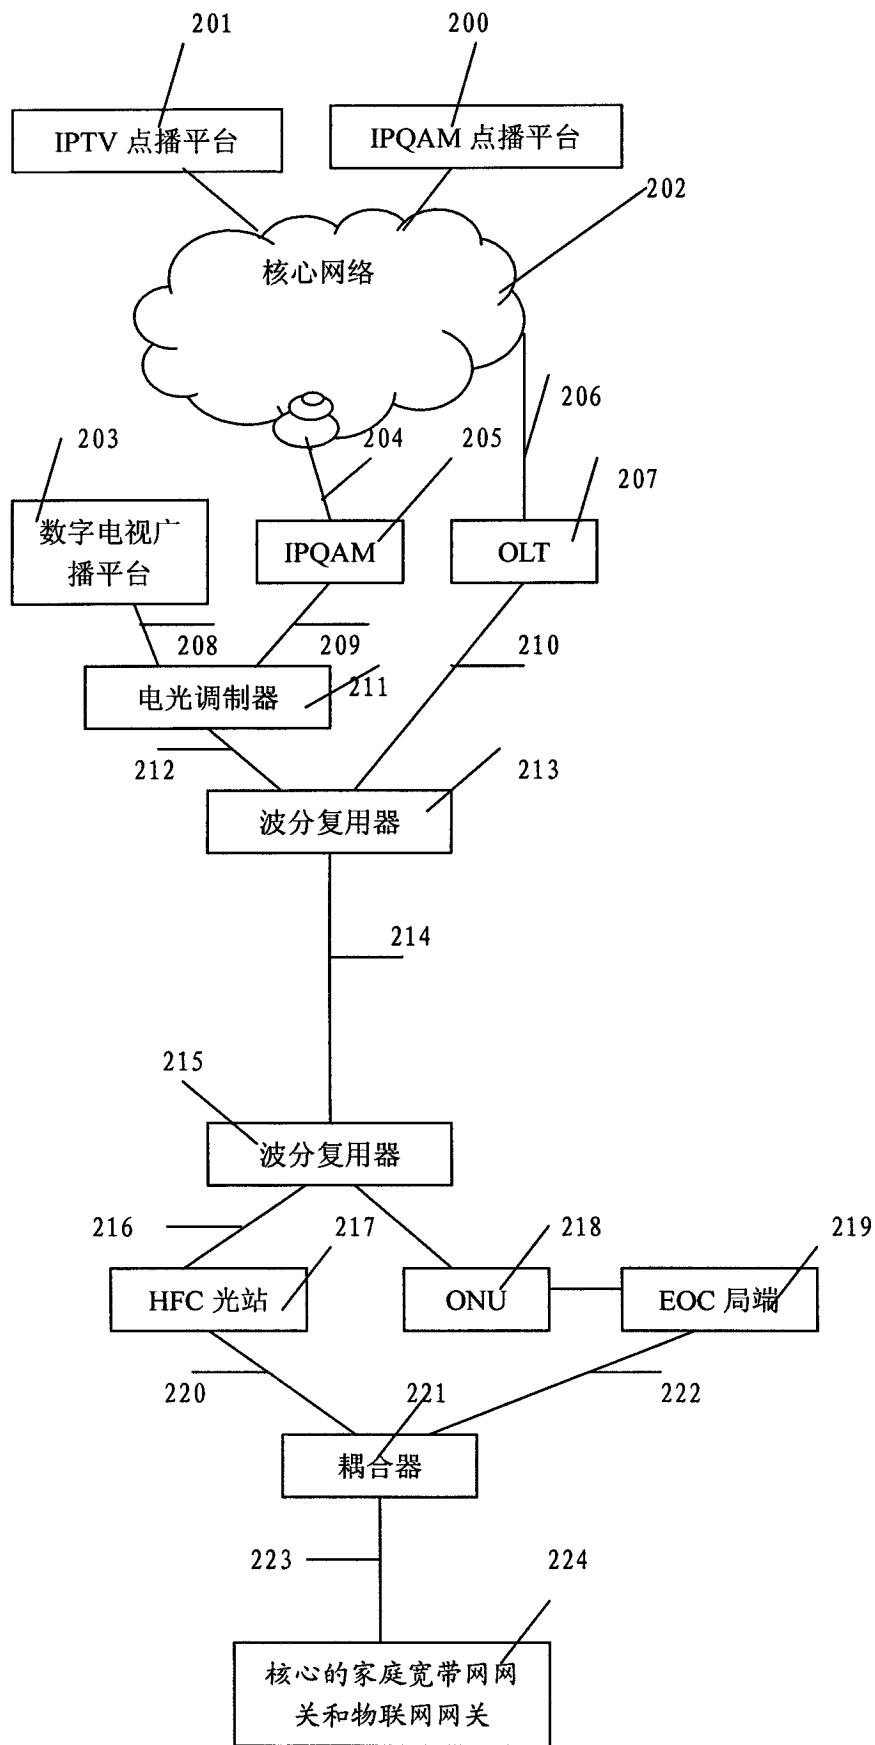 201
200
IPTV 点播平台
IPQAM 点播平台
202
核心网络
206
203
204
205
207
数字电视广
播平台
IPQAM
OLT
208
209
210
电光调制器
211
212
213
波分复用器
214
215
波分复用器
216
217
218
219
HFC 光站
ONU
EOC 局端
220
221
222
耦合器
223
224
核心的家庭宽带网网
关和物联网网关